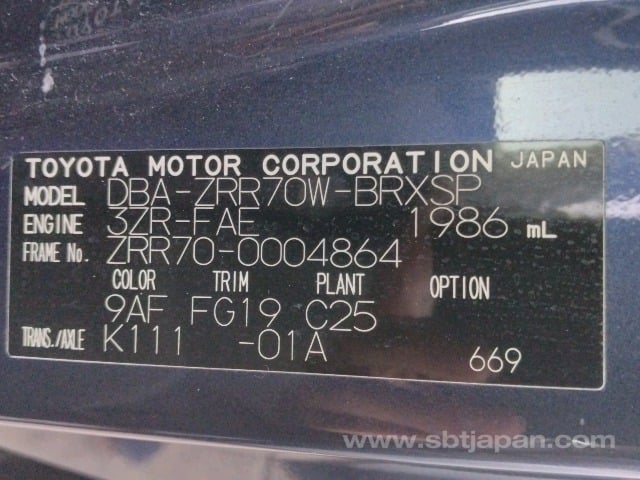 TOYOTA MOTOR CORPORATION JAPAN
MODEL DBA-ZRR70W-BRXSP
ENGINE 3ZR-FAE 1986 mL
FRAME No. ZRR70-0004864
COLOR TRIM PLANT OPTION
9AF FG19 C25
TRANS./AXLE K111 -01A
669
www.sbtjapan.com